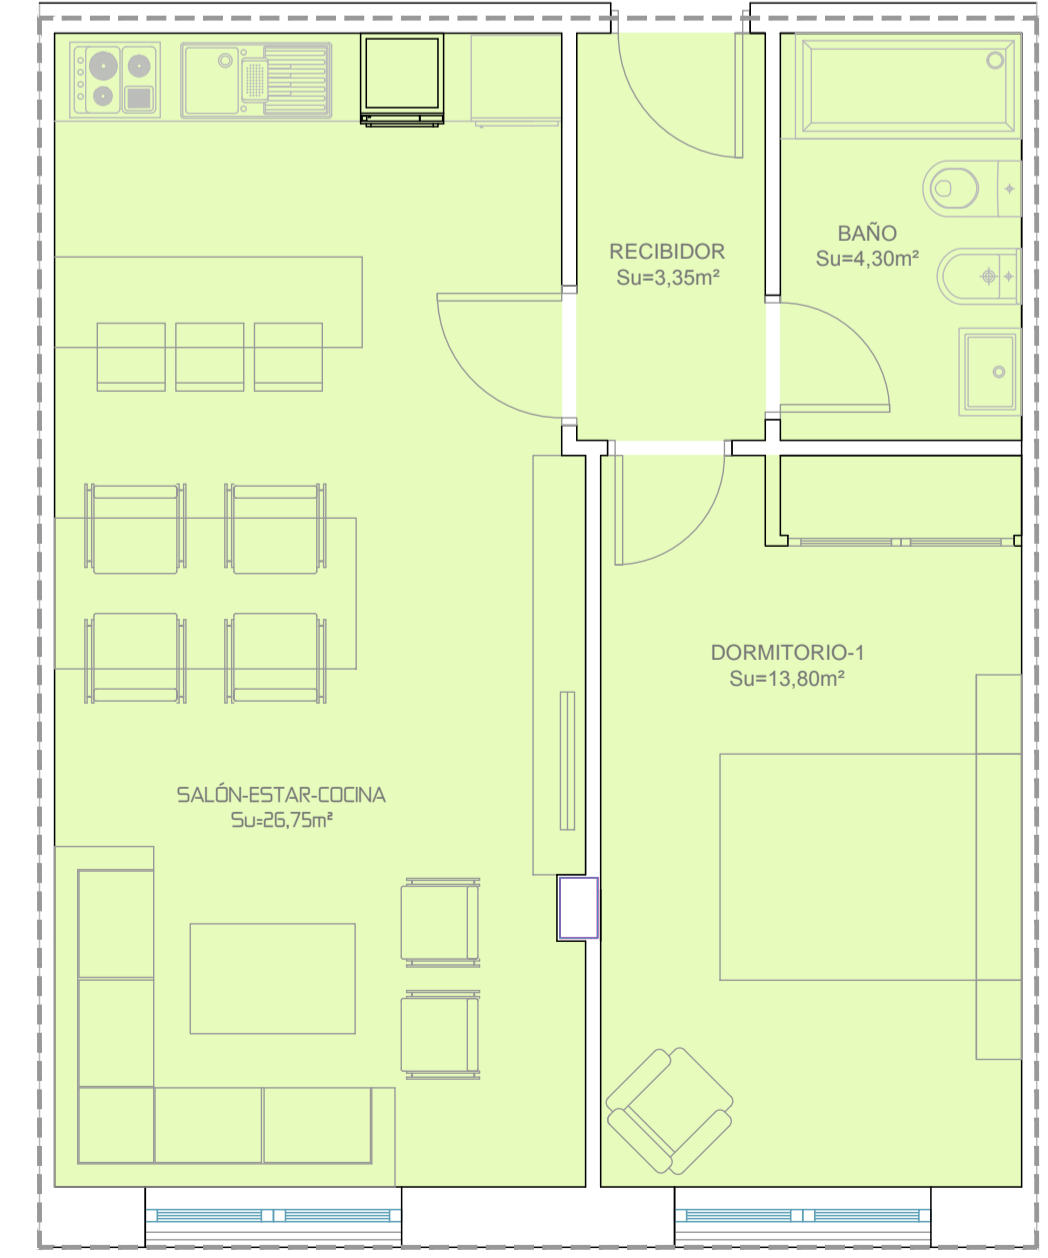 RECIBIDOR
Su=3,35m²
BAÑO
Su=4,30m²
DORMITORIO-1
Su=13,80m²
SALÓN-ESTAR-COCINA
Su=26,75m²